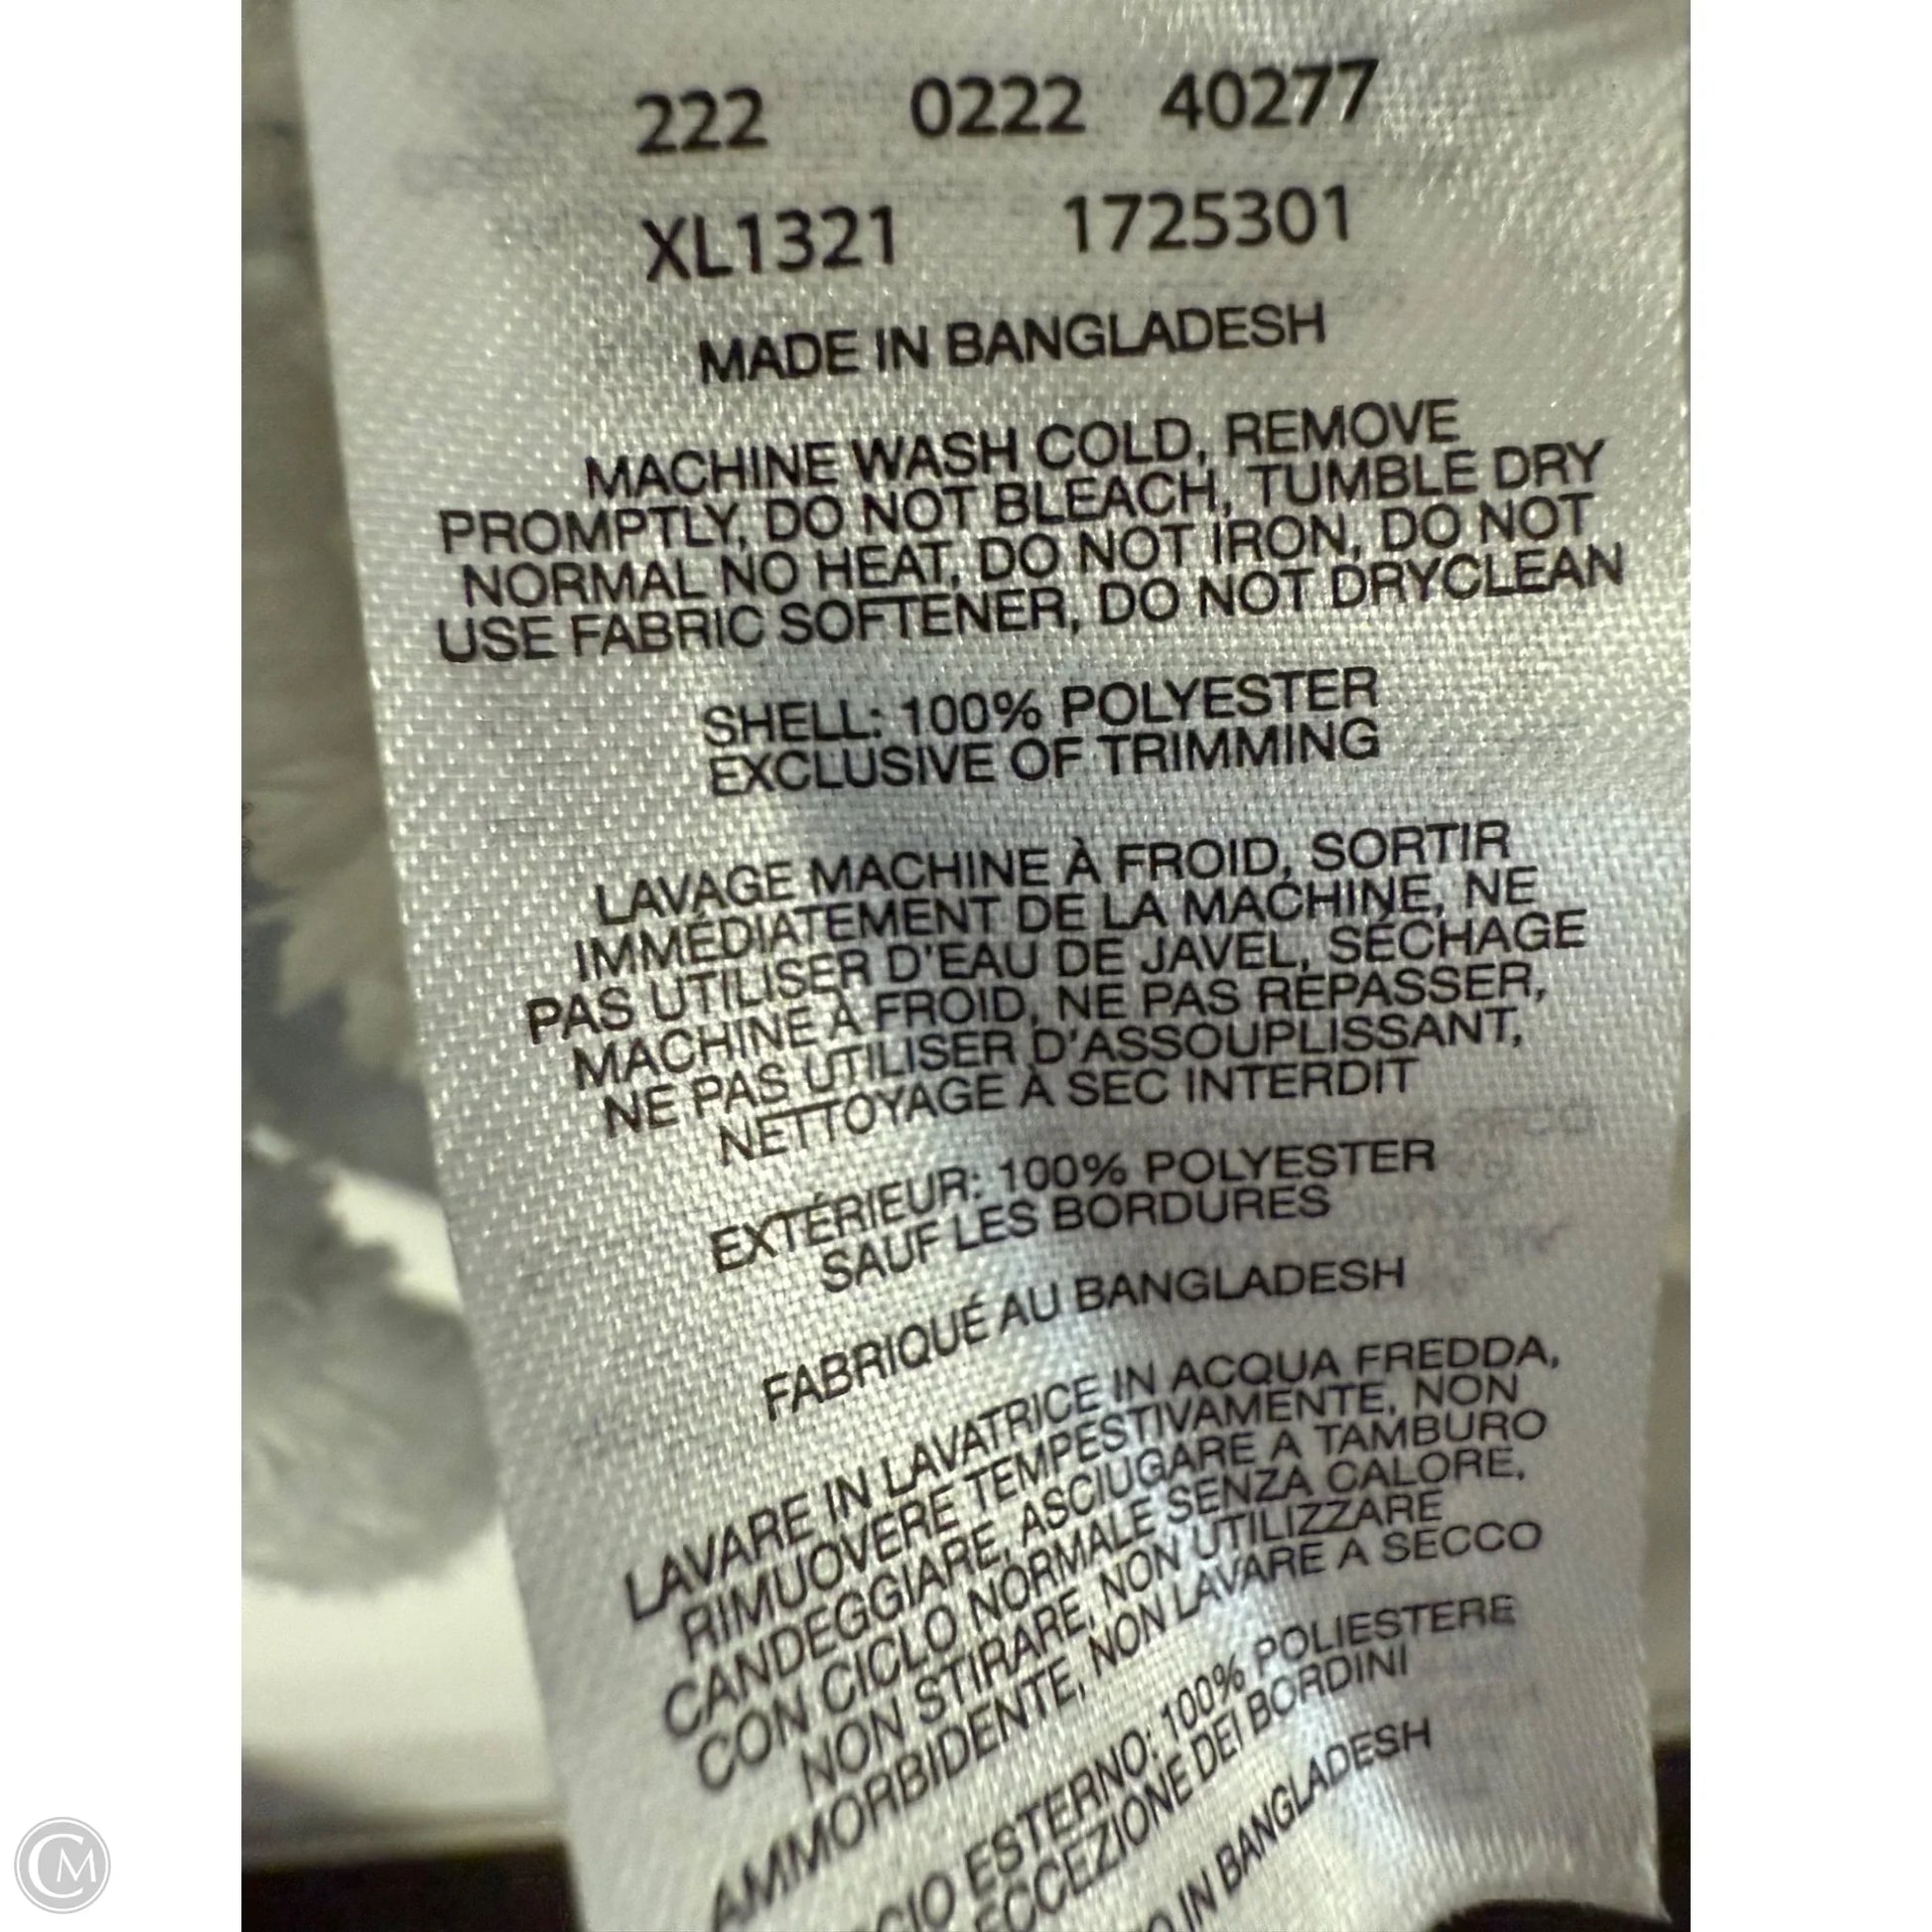 222 0222 40277
XL1321 1725301
MADE IN BANGLADESH
MACHINE WASH COLD, REMOVE
PROMPTLY, DO NOT BLEACH, TUMBLE DRY
NORMAL NO HEAT, DO NOT IRON, DO NOT
USE FABRIC SOFTENER, DO NOT DRYCLEAN
SHELL: 100% POLYESTER
EXCLUSIVE OF TRIMMING
LAVAGE MACHINE À FROID, SORTIR
IMMÉDIATEMENT DE LA MACHINE, NE
PAS UTILISER D'EAU DE JAVEL, SÉCHAGE
MACHINE À FROID, NE PAS REPASSER,
NE PAS UTILISER D'ASSOUPLISSANT,
NETTOYAGE À SEC INTERDIT
EXTÉRIEUR: 100% POLYESTER
SAUF LES BORDURES
FABRIQUÉ AU BANGLADESH
LAVARE IN LAVATRICE IN ACQUA FREDDA,
RIMUOVERE TEMPESTIVAMENTE, NON
CANDEGGIARE, ASCIUGARE A TAMBURO
CON CICLO NORMALE SENZA CALORE,
NON STIRARE, NON UTILIZZARE
AMMORBIDENTE, NON LAVARE A SECCO
ESTERNO: 100% POLIESTERE
ECCEZIONE DEI BORDINI
IN BANGLADESH
CM